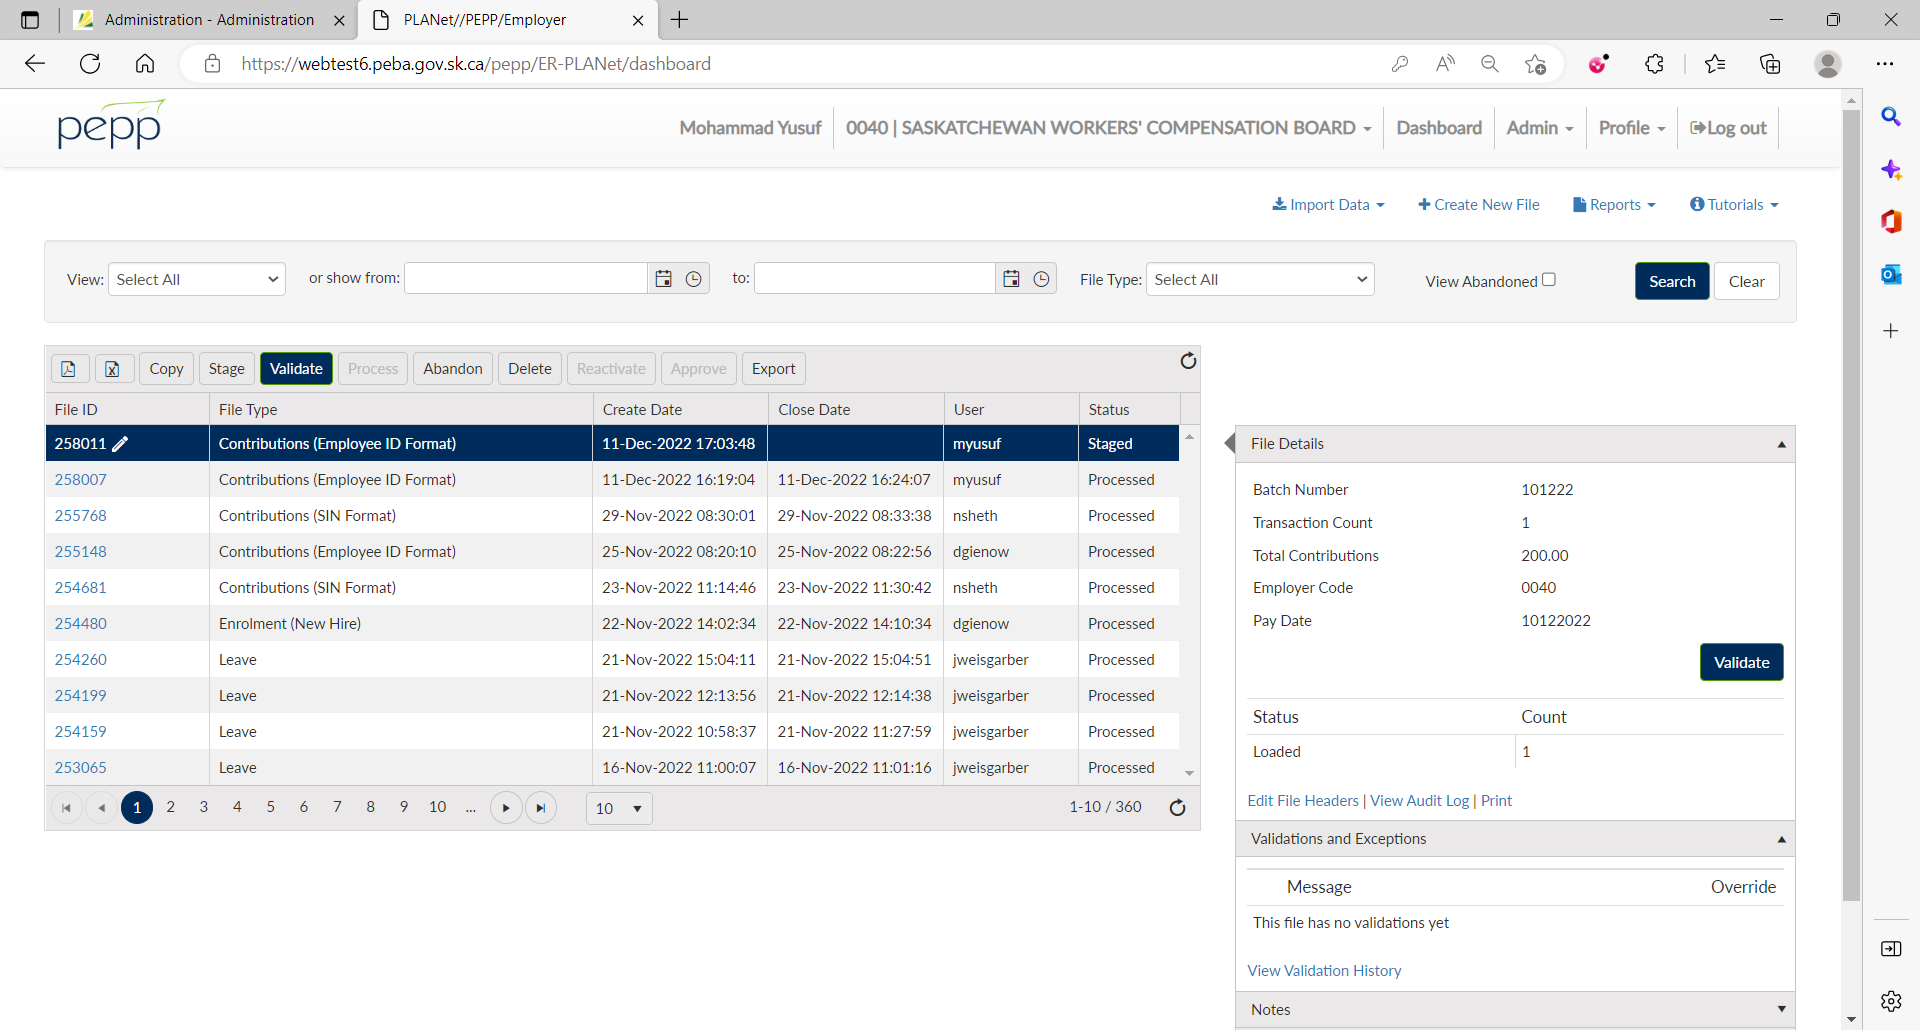 Administration - Administration
PLANet//PEPP/Employer
https://webtest6.peba.gov.sk.ca/pepp/ER-PLANet/dashboard
pepp
Mohammad Yusuf
0040 | SASKATCHEWAN WORKERS' COMPENSATION BOARD
Dashboard
Admin
Profile
Log out
Import Data
Create New File
Reports
Tutorials
View: Select All or show from: to: File Type: Select All View Abandoned Search Clear
Copy Stage Validate Process Abandon Delete Reactivate Approve Export
File ID File Type Create Date Close Date User Status
258011 Contributions (Employee ID Format) 11-Dec-2022 17:03:48 myusuf Staged
258007 Contributions (Employee ID Format) 11-Dec-2022 16:19:04 11-Dec-2022 16:24:07 myusuf Processed
255768 Contributions (SIN Format) 29-Nov-2022 08:30:01 29-Nov-2022 08:33:38 nsheth Processed
255148 Contributions (Employee ID Format) 25-Nov-2022 08:20:10 25-Nov-2022 08:22:56 dgienow Processed
254681 Contributions (SIN Format) 23-Nov-2022 11:14:46 23-Nov-2022 11:30:42 nsheth Processed
254480 Enrolment (New Hire) 22-Nov-2022 14:02:34 22-Nov-2022 14:10:34 dgienow Processed
254260 Leave 21-Nov-2022 15:04:11 21-Nov-2022 15:04:51 jweisgarber Processed
254199 Leave 21-Nov-2022 12:13:56 21-Nov-2022 12:14:38 jweisgarber Processed
254159 Leave 21-Nov-2022 10:58:37 21-Nov-2022 11:27:59 jweisgarber Processed
253065 Leave 16-Nov-2022 11:00:07 16-Nov-2022 11:01:16 jweisgarber Processed
1 2 3 4 5 6 7 8 9 10 ... 10 1-10 / 360
File Details
Batch Number 101222
Transaction Count 1
Total Contributions 200.00
Employer Code 0040
Pay Date 10122022
Validate
Status Count
Loaded 1
Edit File Headers | View Audit Log | Print
Validations and Exceptions
Message Override
This file has no validations yet
View Validation History
Notes